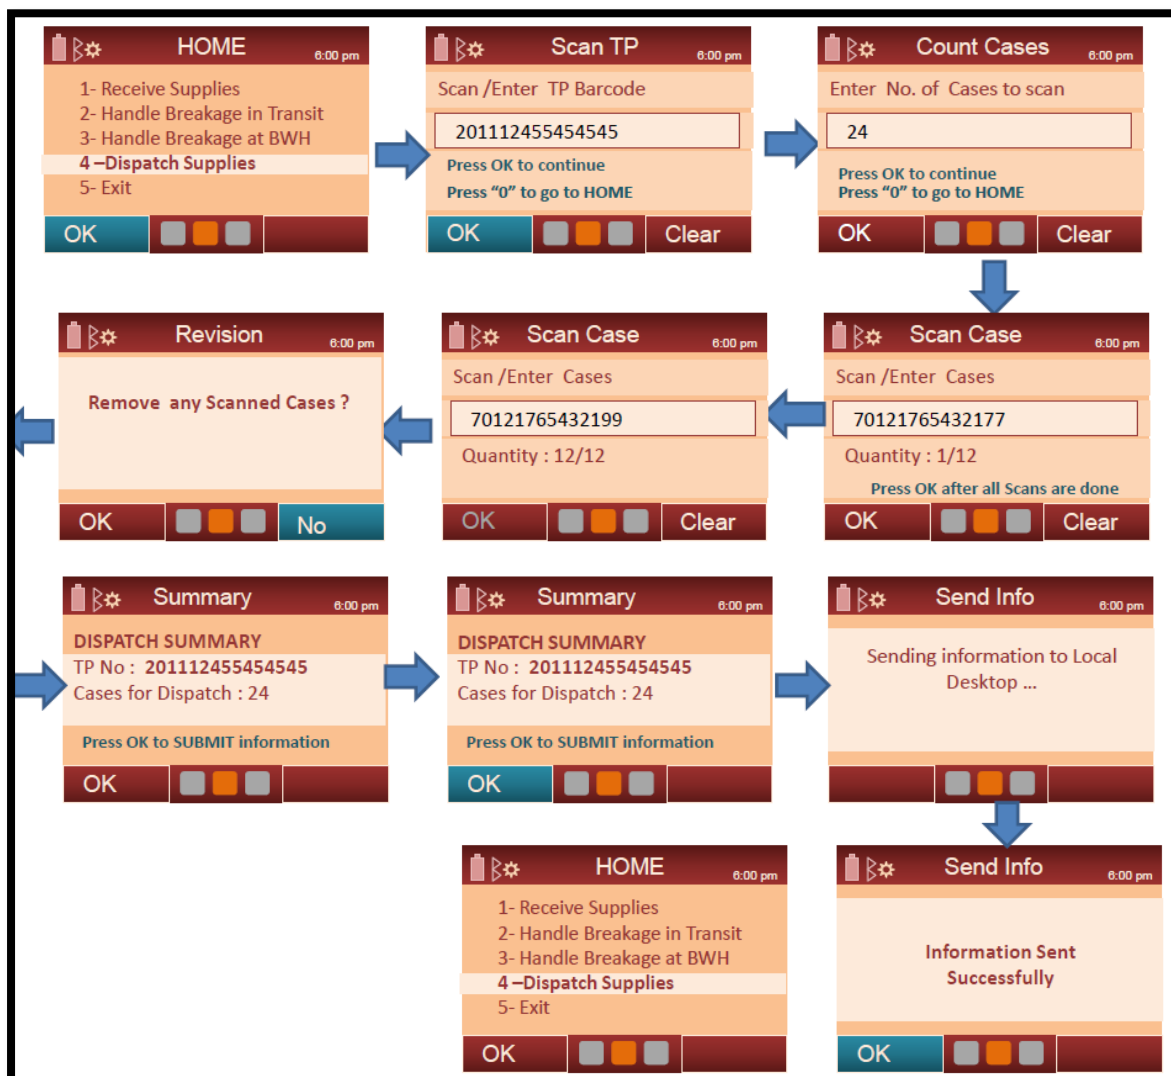 HOME
6:00 pm
1- Receive Supplies
2- Handle Breakage in Transit
3- Handle Breakage at BWH
4 –Dispatch Supplies
5- Exit
OK
Scan TP
6:00 pm
Scan /Enter TP Barcode
201112455454545
Press OK to continue
Press “0” to go to HOME
OK
Clear
Count Cases
6:00 pm
Enter No. of Cases to scan
24
Press OK to continue
Press “0” to go to HOME
OK
Clear
Scan Case
6:00 pm
Scan /Enter Cases
70121765432177
Quantity : 1/12
Press OK after all Scans are done
OK
Clear
Scan Case
6:00 pm
Scan /Enter Cases
70121765432199
Quantity : 12/12
OK
Clear
Revision
6:00 pm
Remove any Scanned Cases ?
OK
No
Summary
6:00 pm
DISPATCH SUMMARY
TP No : 201112455454545
Cases for Dispatch : 24
Press OK to SUBMIT information
OK
Summary
6:00 pm
DISPATCH SUMMARY
TP No : 201112455454545
Cases for Dispatch : 24
Press OK to SUBMIT information
OK
Send Info
6:00 pm
Sending information to Local
Desktop ...
Send Info
6:00 pm
Information Sent
Successfully
OK
HOME
6:00 pm
1- Receive Supplies
2- Handle Breakage in Transit
3- Handle Breakage at BWH
4 –Dispatch Supplies
5- Exit
OK